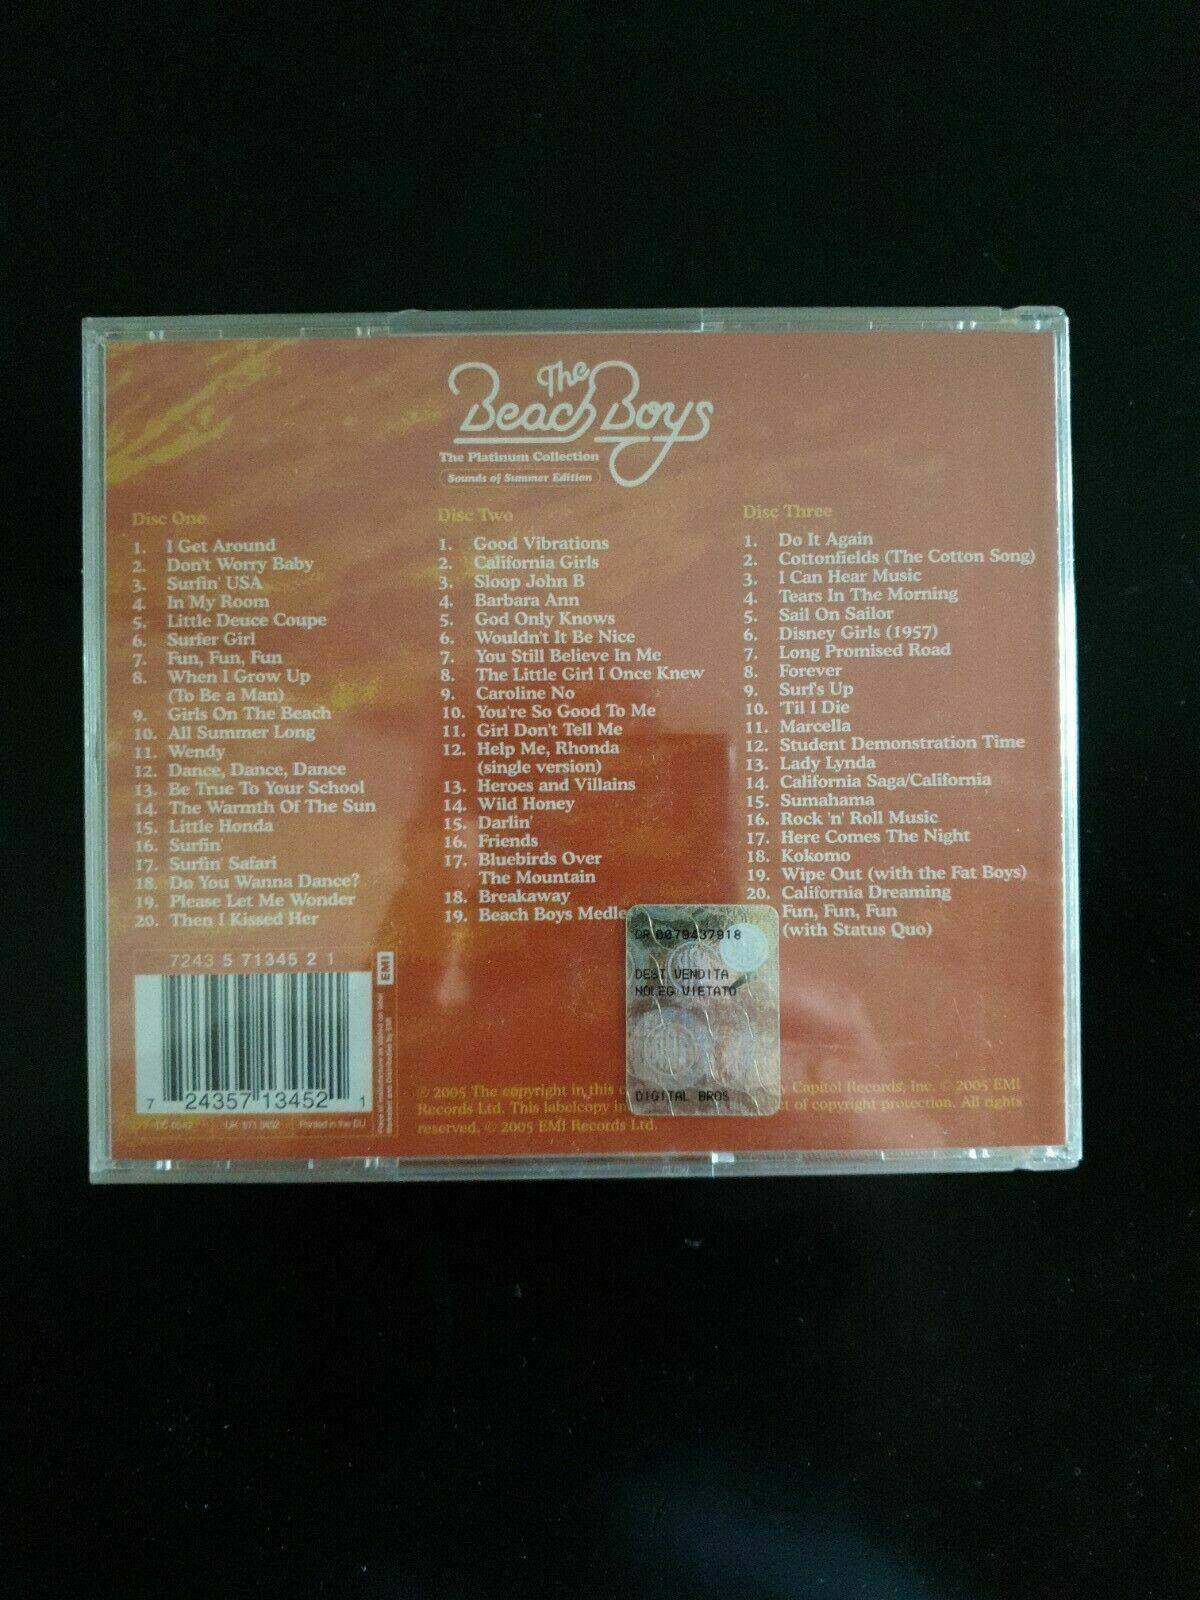 The
Beach Boys
The Platinum Collection
Sounds of Summer Edition
Disc One
1. I Get Around
2. Don't Worry Baby
3. Surfin' USA
4. In My Room
5. Little Deuce Coupe
6. Surfer Girl
7. Fun, Fun, Fun
8. When I Grow Up
(To Be a Man)
9. Girls On The Beach
10. All Summer Long
11. Wendy
12. Dance, Dance, Dance
13. Be True To Your School
14. The Warmth Of The Sun
15. Little Honda
16. Surfin'
17. Surfin' Safari
18. Do You Wanna Dance?
19. Please Let Me Wonder
20. Then I Kissed Her
Disc Two
1. Good Vibrations
2. California Girls
3. Sloop John B
4. Barbara Ann
5. God Only Knows
6. Wouldn't It Be Nice
7. You Still Believe In Me
8. The Little Girl I Once Knew
9. Caroline No
10. You're So Good To Me
11. Girl Don't Tell Me
12. Help Me, Rhonda
(single version)
13. Heroes and Villains
14. Wild Honey
15. Darlin'
16. Friends
17. Bluebirds Over
The Mountain
18. Breakaway
19. Beach Boys Medle
Disc Three
1. Do It Again
2. Cottonfields (The Cotton Song)
3. I Can Hear Music
4. Tears In The Morning
5. Sail On Sailor
6. Disney Girls (1957)
7. Long Promised Road
8. Forever
9. Surf's Up
10. 'Til I Die
11. Marcella
12. Student Demonstration Time
13. Lady Lynda
14. California Saga/California
15. Sumahama
16. Rock 'n' Roll Music
17. Here Comes The Night
18. Kokomo
19. Wipe Out (with the Fat Boys)
20. California Dreaming
Fun, Fun, Fun
(with Status Quo)
DR 0079437918
DEST VENDITA
NOLEG VIETATO
DIGITAL BROS
7243 5 71345 2 1
EMI
7 24357 13452 1
Printed in the EU
℗ 2005 The copyright in this Capitol Records, Inc. © 2005 EMI
Records Ltd. This labelcopy in of copyright protection. All rights
reserved. © 2005 EMI Records Ltd.